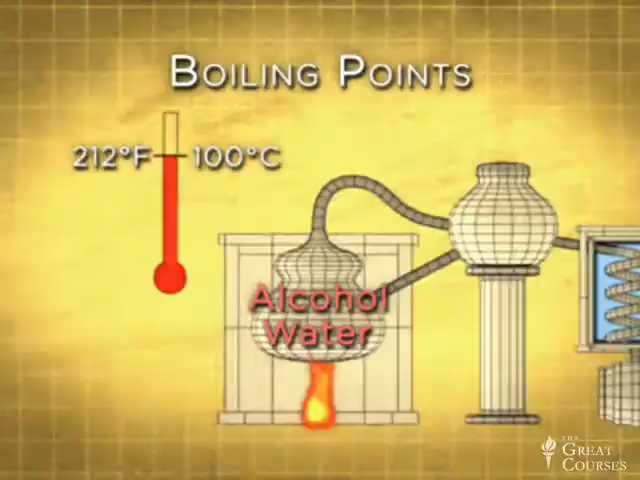 BOILING POINTS
212°F 100°C
Alcohol
Water
THE
GREAT
COURSES